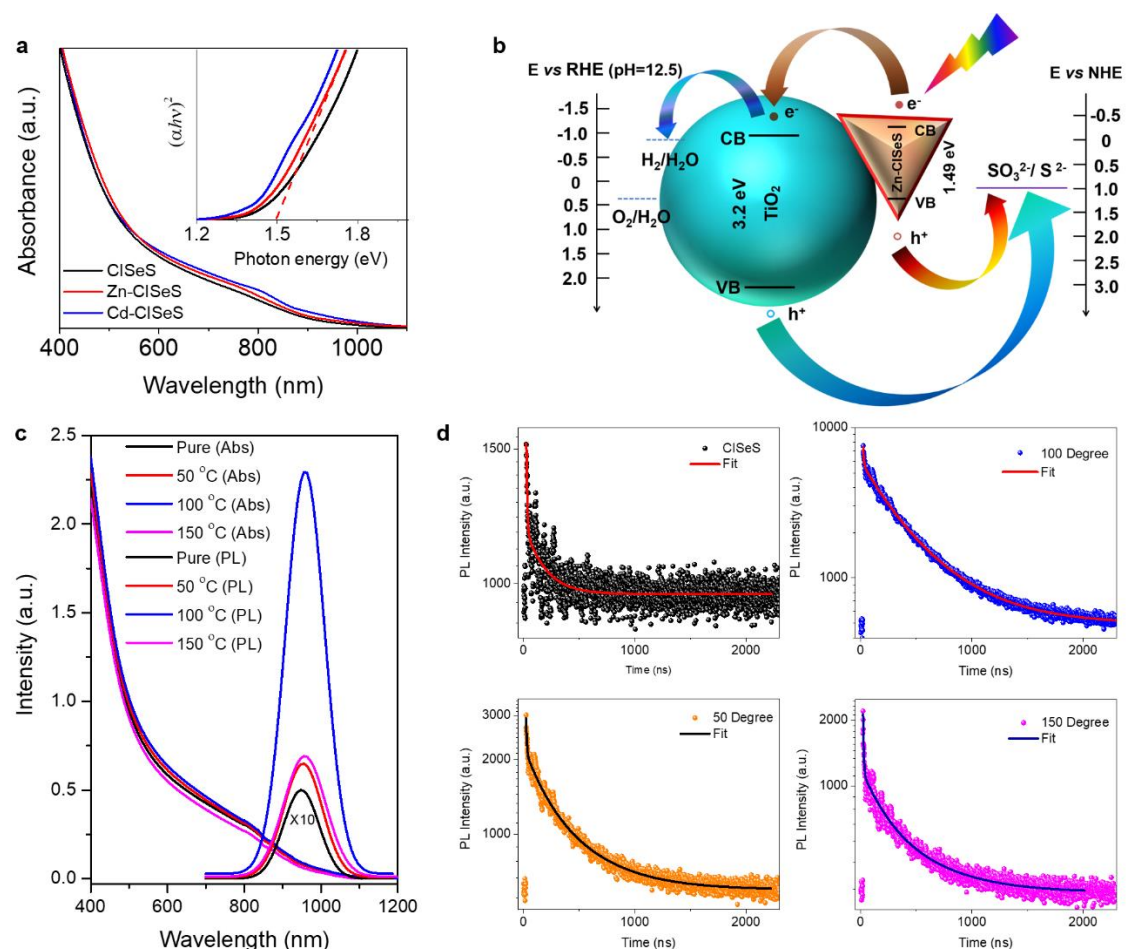 a
Absorbance (a.u.)
(αhν)²
1.2 1.5 1.8
Photon energy (eV)
CISeS
Zn-CISeS
Cd-CISeS
400 600 800 1000
Wavelength (nm)
b
E vs RHE (pH=12.5)
-1.5
-1.0
-0.5
0
0.5
1.0
1.5
2.0
H₂/H₂O
O₂/H₂O
e⁻
CB
3.2 eV
TiO₂
VB
h⁺
e⁻
CB
Zn-CISeS
1.49 eV
VB
h⁺
SO₃²⁻/ S ²⁻
E vs NHE
-0.5
0
0.5
1.0
1.5
2.0
2.5
3.0
c
Intensity (a.u.)
2.5
2.0
1.5
1.0
0.5
0.0
Pure (Abs)
50 °C (Abs)
100 °C (Abs)
150 °C (Abs)
Pure (PL)
50 °C (PL)
100 °C (PL)
150 °C (PL)
X10
400 600 800 1000 1200
Wavelength (nm)
d
PL Intensity (a.u.)
1500
1000
CISeS
Fit
0 1000 2000
Time (ns)
PL Intensity (a.u.)
10000
1000
100 Degree
Fit
0 1000 2000
Time (ns)
PL Intensity (a.u.)
3000
2000
1000
50 Degree
Fit
0 1000 2000
Time (ns)
PL Intensity (a.u.)
2000
1000
150 Degree
Fit
0 1000 2000
Time (ns)